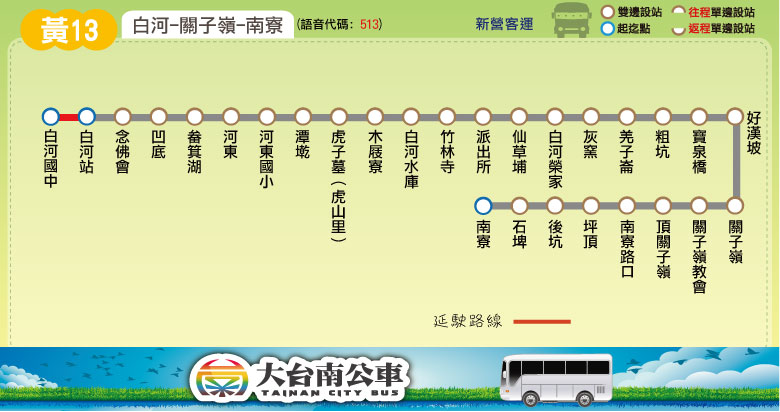 黃13
白河-關子嶺-南寮
(語音代碼: 513)
新營客運
雙邊設站
往程單邊設站
起迄點
返程單邊設站
白河國中
白河站
念佛會
凹底
畚箕湖
河東
河東國小
潭墘
虎子墓(虎山里)
木屐寮
白河水庫
竹林寺
派出所
仙草埔
白河榮家
灰窯
羌子崙
粗坑
寶泉橋
好漢坡
關子嶺
關子嶺教會
頂關子嶺
南寮路口
坪頂
後坑
石埤
南寮
延駛路線
大台南公車
TAINAN CITY BUS